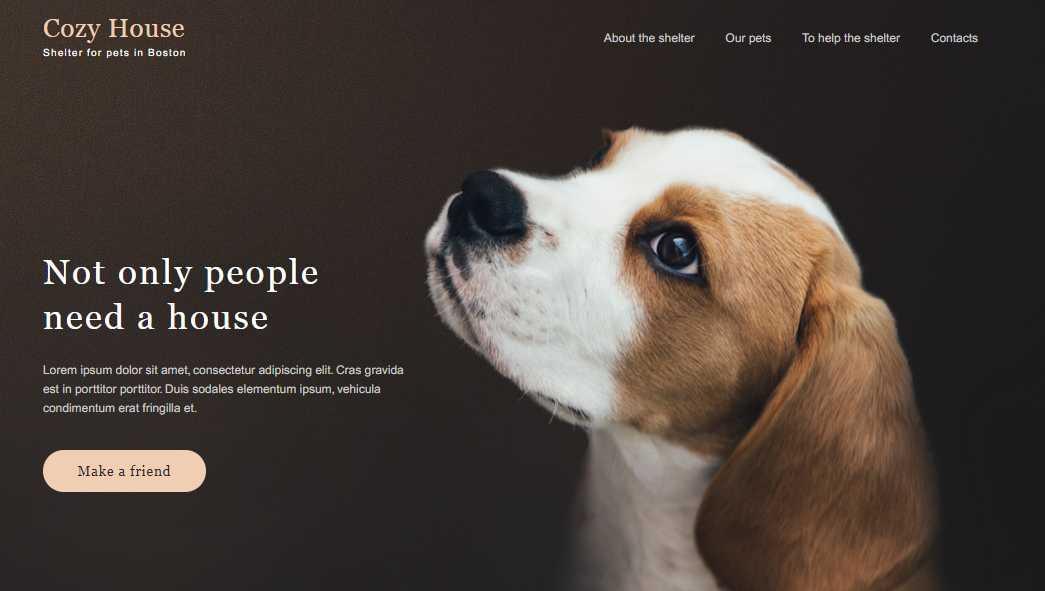 Cozy House
Shelter for pets in Boston
About the shelter
Our pets
To help the shelter
Contacts
Not only people
need a house
Lorem ipsum dolor sit amet, consectetur adipiscing elit. Cras gravida
est in porttitor porttitor. Duis sodales elementum ipsum, vehicula
condimentum erat fringilla et.
Make a friend